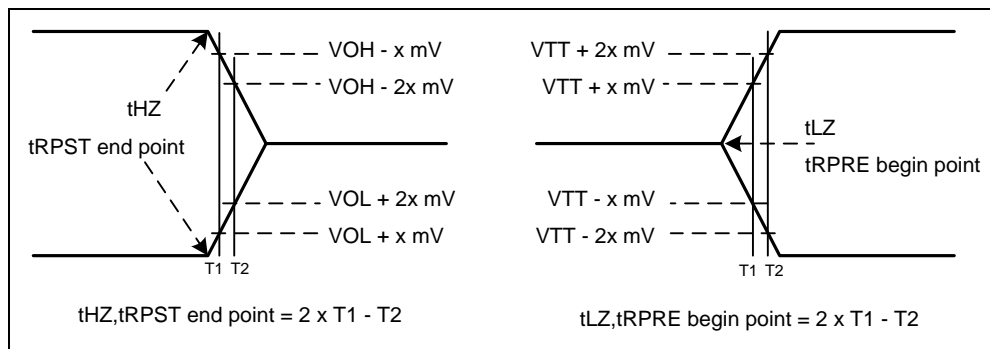 VOH - x mV
VOH - 2x mV
tHZ
tRPST end point
VOL + 2x mV
VOL + x mV
T1 T2
tHZ,tRPST end point = 2 x T1 - T2
VTT + 2x mV
VTT + x mV
tLZ
tRPRE begin point
VTT - x mV
VTT - 2x mV
T1 T2
tLZ,tRPRE begin point = 2 x T1 - T2